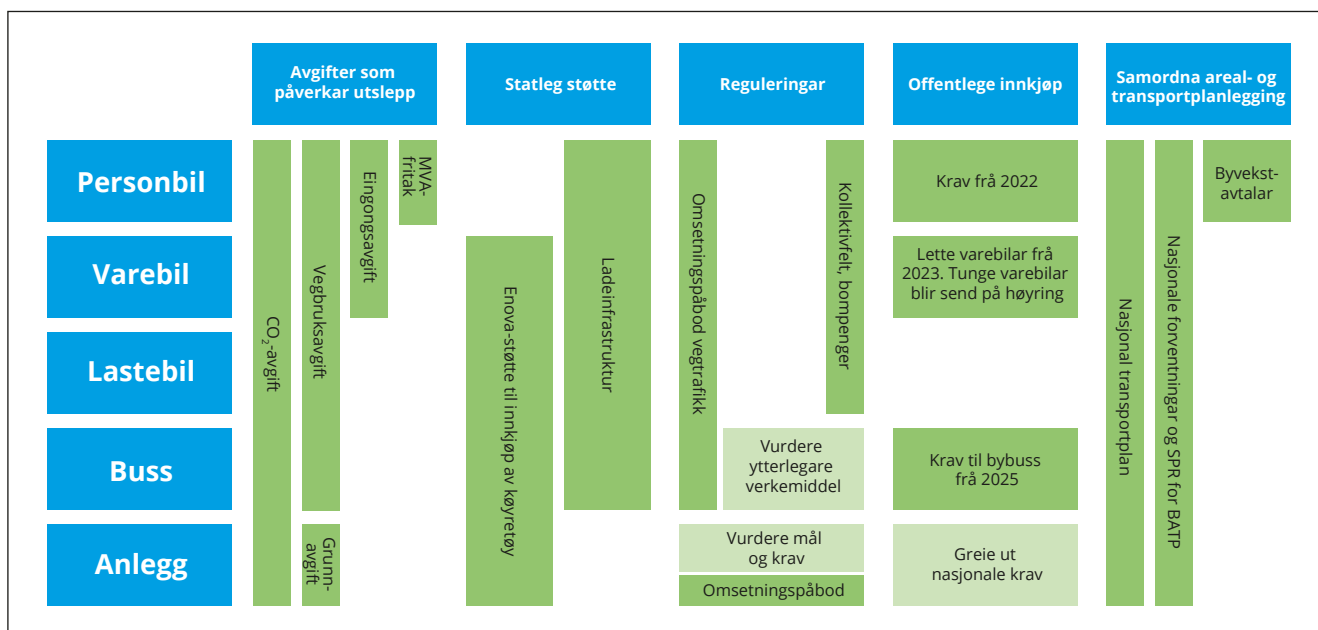 Avgifter som
påverkar utslepp
Statleg støtte
Reguleringar
Offentlege innkjøp
Samordna areal- og
transportplanlegging
Personbil
Varebil
Lastebil
Buss
Anlegg
CO₂-avgift
Vegbruksavgift
Grunn-
avgift
Eingongsavgift
MVA-
fritak
Enova-støtte til innkjøp av køyretøy
Ladeinfrastruktur
Omsetningspåbod vegtrafikk
Kollektivfelt, bompenger
Vurdere
ytterlegare
verkemiddel
Vurdere mål
og krav
Omsetningspåbod
Krav frå 2022
Lette varebilar frå
2023. Tunge varebilar
blir send på høyring
Krav til bybuss
frå 2025
Greie ut
nasjonale krav
Nasjonal transportplan
Nasjonale forventningar og SPR for BATP
Byvekst-
avtalar